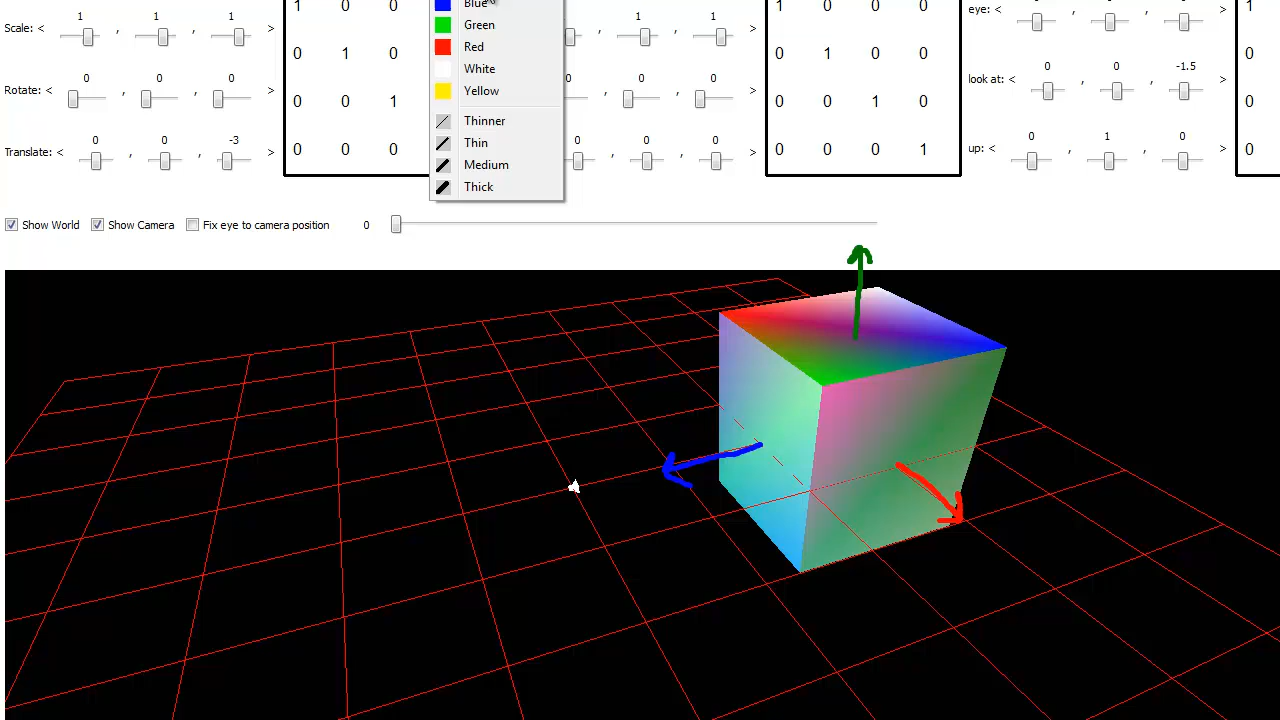 1 0 0
Blue
1 0 0 0
eye: < , , >
1
Scale: < 1 , 1 , 1 >
Green
1 , 1 >
0 1 0
Red
0 1 0 0
0
White
0 0 -1.5
look at: < , , >
Rotate: < 0 , 0 , 0 >
Yellow
0 , 0 , 0 >
0 0 1
0 0 1 0
0
Thinner
Translate: < 0 , 0 , -3 >
Thin
0 , 0 , 0 >
0 0 0
0 0 0 1
up: < 0 , 1 , 0 >
0
Medium
Thick
Show World Show Camera Fix eye to camera position 0